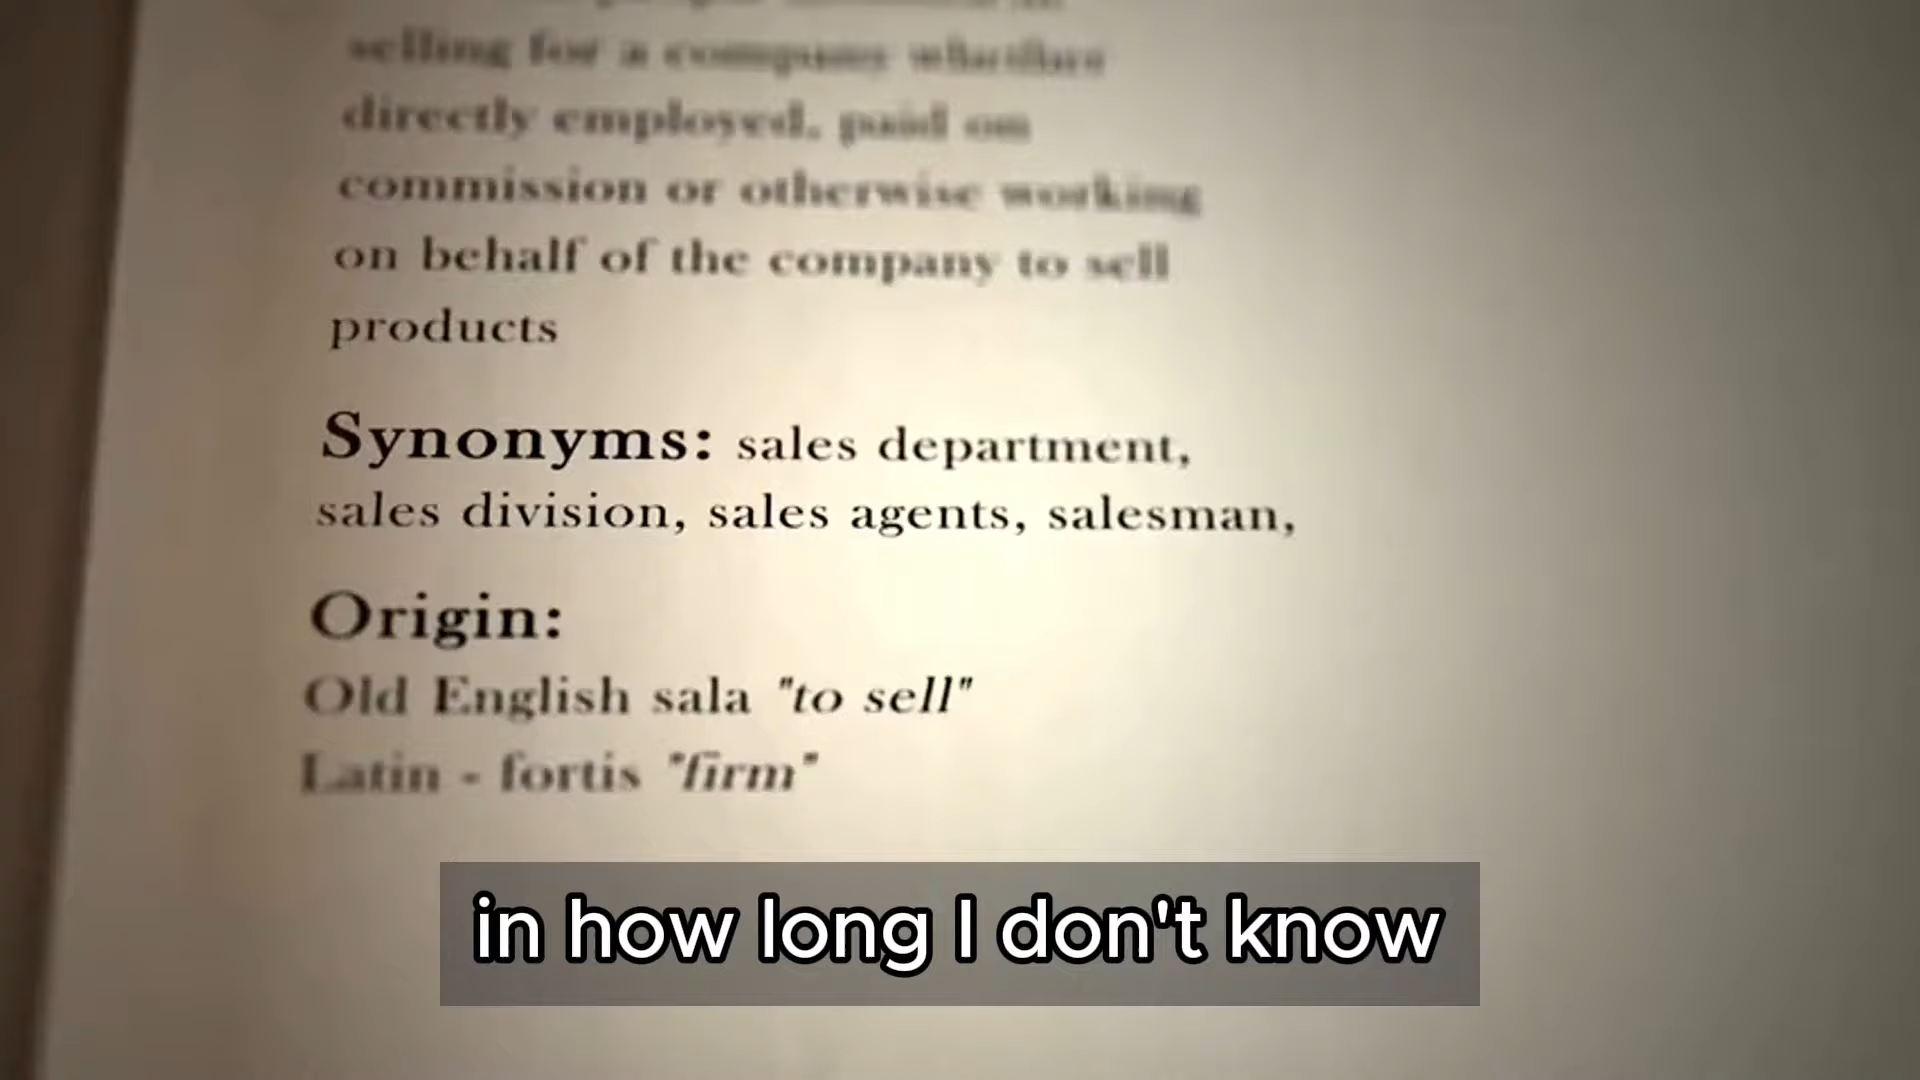 selling for a company whether
directly employed, paid on
commission or otherwise working
on behalf of the company to sell
products
Synonyms: sales department,
sales division, sales agents, salesman,
Origin:
Old English sala "to sell"
Latin - fortis "firm"
in how long I don't know